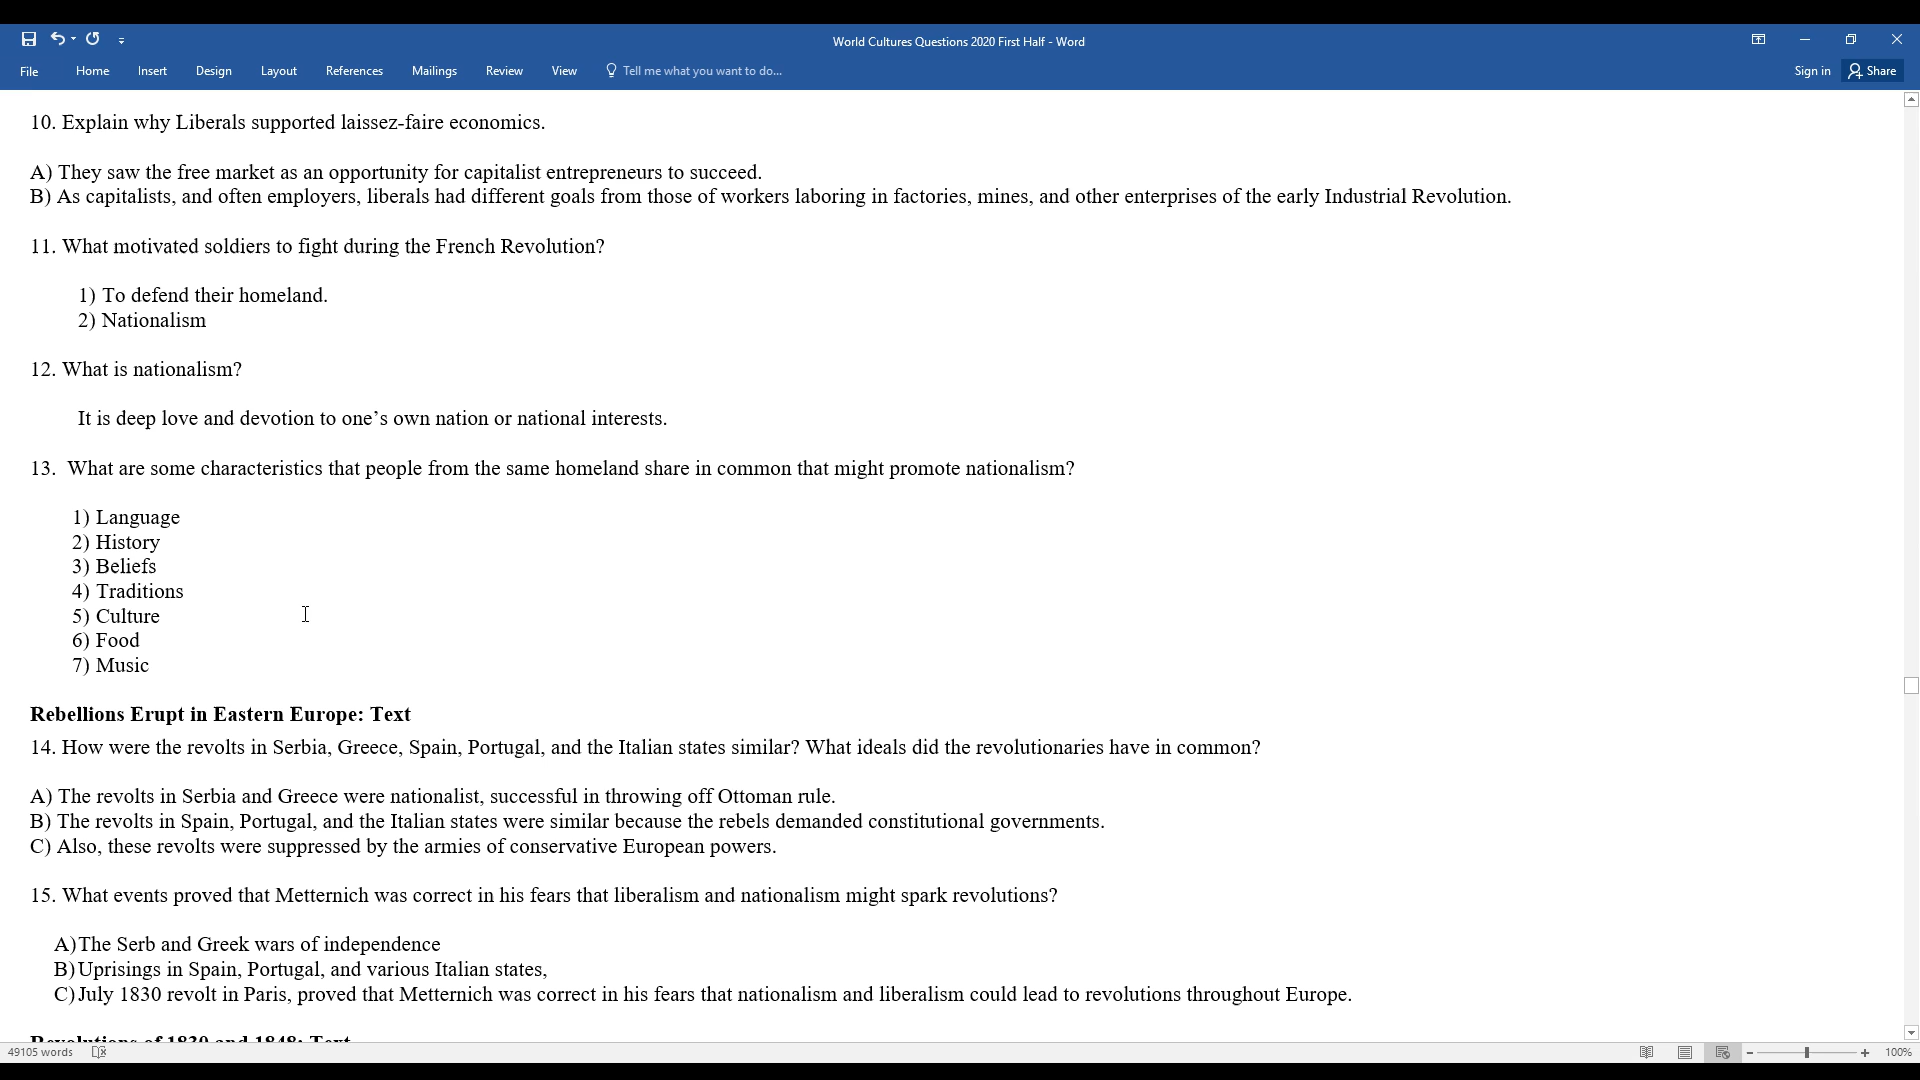 World Cultures Questions 2020 First Half - Word
File Home Insert Design Layout References Mailings Review View Tell me what you want to do... Sign in Share
10. Explain why Liberals supported laissez-faire economics.
A) They saw the free market as an opportunity for capitalist entrepreneurs to succeed.
B) As capitalists, and often employers, liberals had different goals from those of workers laboring in factories, mines, and other enterprises of the early Industrial Revolution.
11. What motivated soldiers to fight during the French Revolution?
1) To defend their homeland.
2) Nationalism
12. What is nationalism?
It is deep love and devotion to one’s own nation or national interests.
13. What are some characteristics that people from the same homeland share in common that might promote nationalism?
1) Language
2) History
3) Beliefs
4) Traditions
5) Culture
6) Food
7) Music
Rebellions Erupt in Eastern Europe: Text
14. How were the revolts in Serbia, Greece, Spain, Portugal, and the Italian states similar? What ideals did the revolutionaries have in common?
A) The revolts in Serbia and Greece were nationalist, successful in throwing off Ottoman rule.
B) The revolts in Spain, Portugal, and the Italian states were similar because the rebels demanded constitutional governments.
C) Also, these revolts were suppressed by the armies of conservative European powers.
15. What events proved that Metternich was correct in his fears that liberalism and nationalism might spark revolutions?
A) The Serb and Greek wars of independence
B) Uprisings in Spain, Portugal, and various Italian states,
C) July 1830 revolt in Paris, proved that Metternich was correct in his fears that nationalism and liberalism could lead to revolutions throughout Europe.
Revolutions of 1830 and 1848: Text
49105 words 100%